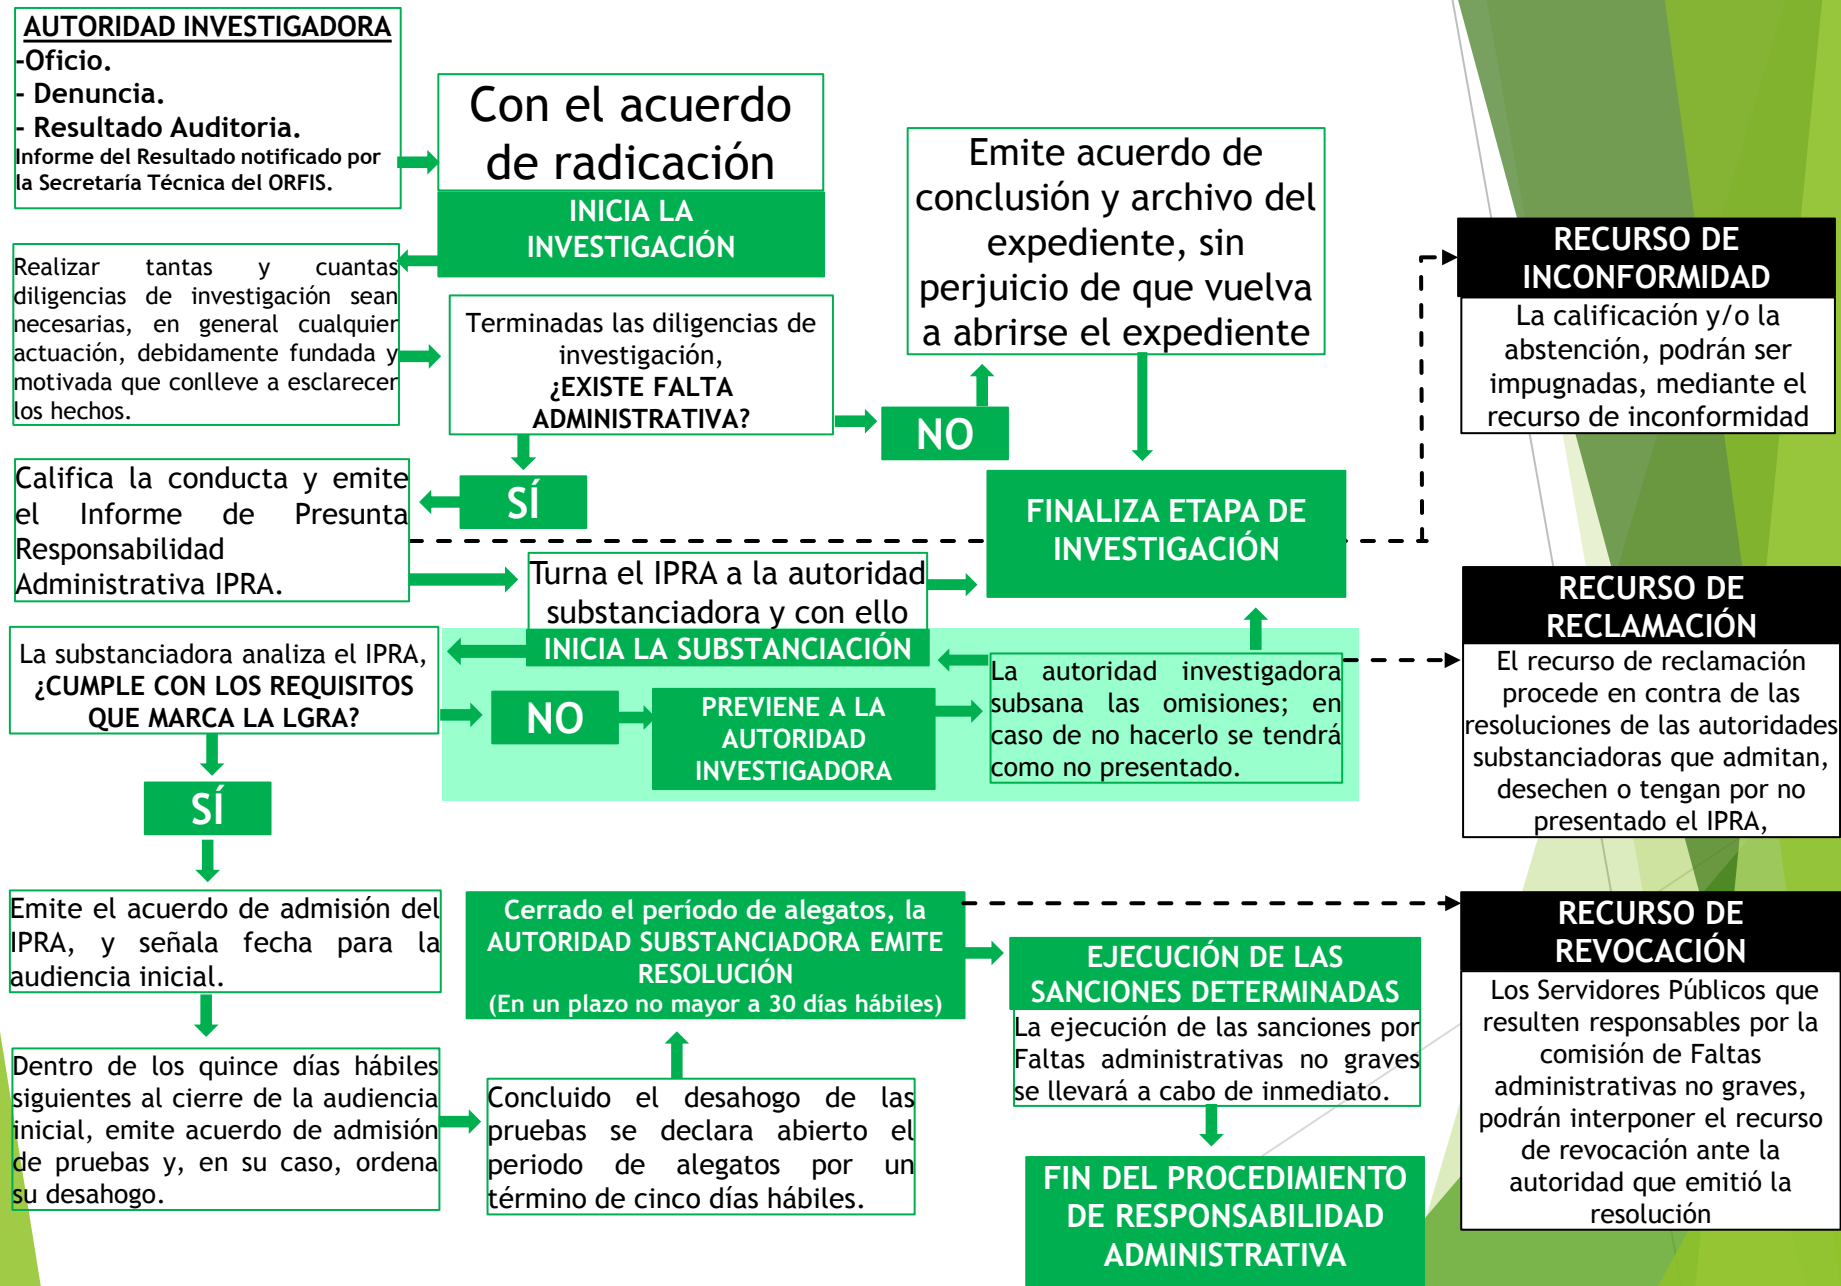 AUTORIDAD INVESTIGADORA
-Oficio.
- Denuncia.
- Resultado Auditoria.
Informe del Resultado notificado por
la Secretaría Técnica del ORFIS.
Con el acuerdo
de radicación
INICIA LA
INVESTIGACIÓN
Realizar tantas y cuantas
diligencias de investigación sean
necesarias, en general cualquier
actuación, debidamente fundada y
motivada que conlleve a esclarecer
los hechos.
Terminadas las diligencias de
investigación,
¿EXISTE FALTA
ADMINISTRATIVA?
NO
Emite acuerdo de
conclusión y archivo del
expediente, sin
perjuicio de que vuelva
a abrirse el expediente
SÍ
Califica la conducta y emite
el Informe de Presunta
Responsabilidad
Administrativa IPRA.
Turna el IPRA a la autoridad
substanciadora y con ello
INICIA LA SUBSTANCIACIÓN
FINALIZA ETAPA DE
INVESTIGACIÓN
RECURSO DE
INCONFORMIDAD
La calificación y/o la
abstención, podrán ser
impugnadas, mediante el
recurso de inconformidad
La substanciadora analiza el IPRA,
¿CUMPLE CON LOS REQUISITOS
QUE MARCA LA LGRA?
NO
PREVIENE A LA
AUTORIDAD
INVESTIGADORA
La autoridad investigadora
subsana las omisiones; en
caso de no hacerlo se tendrá
como no presentado.
RECURSO DE
RECLAMACIÓN
El recurso de reclamación
procede en contra de las
resoluciones de las autoridades
substanciadoras que admitan,
desechen o tengan por no
presentado el IPRA,
SÍ
Emite el acuerdo de admisión del
IPRA, y señala fecha para la
audiencia inicial.
Dentro de los quince días hábiles
siguientes al cierre de la audiencia
inicial, emite acuerdo de admisión
de pruebas y, en su caso, ordena
su desahogo.
Concluido el desahogo de las
pruebas se declara abierto el
periodo de alegatos por un
término de cinco días hábiles.
Cerrado el período de alegatos, la
AUTORIDAD SUBSTANCIADORA EMITE
RESOLUCIÓN
(En un plazo no mayor a 30 días hábiles)
EJECUCIÓN DE LAS
SANCIONES DETERMINADAS
La ejecución de las sanciones por
Faltas administrativas no graves
se llevará a cabo de inmediato.
FIN DEL PROCEDIMIENTO
DE RESPONSABILIDAD
ADMINISTRATIVA
RECURSO DE
REVOCACIÓN
Los Servidores Públicos que
resulten responsables por la
comisión de Faltas
administrativas no graves,
podrán interponer el recurso
de revocación ante la
autoridad que emitió la
resolución